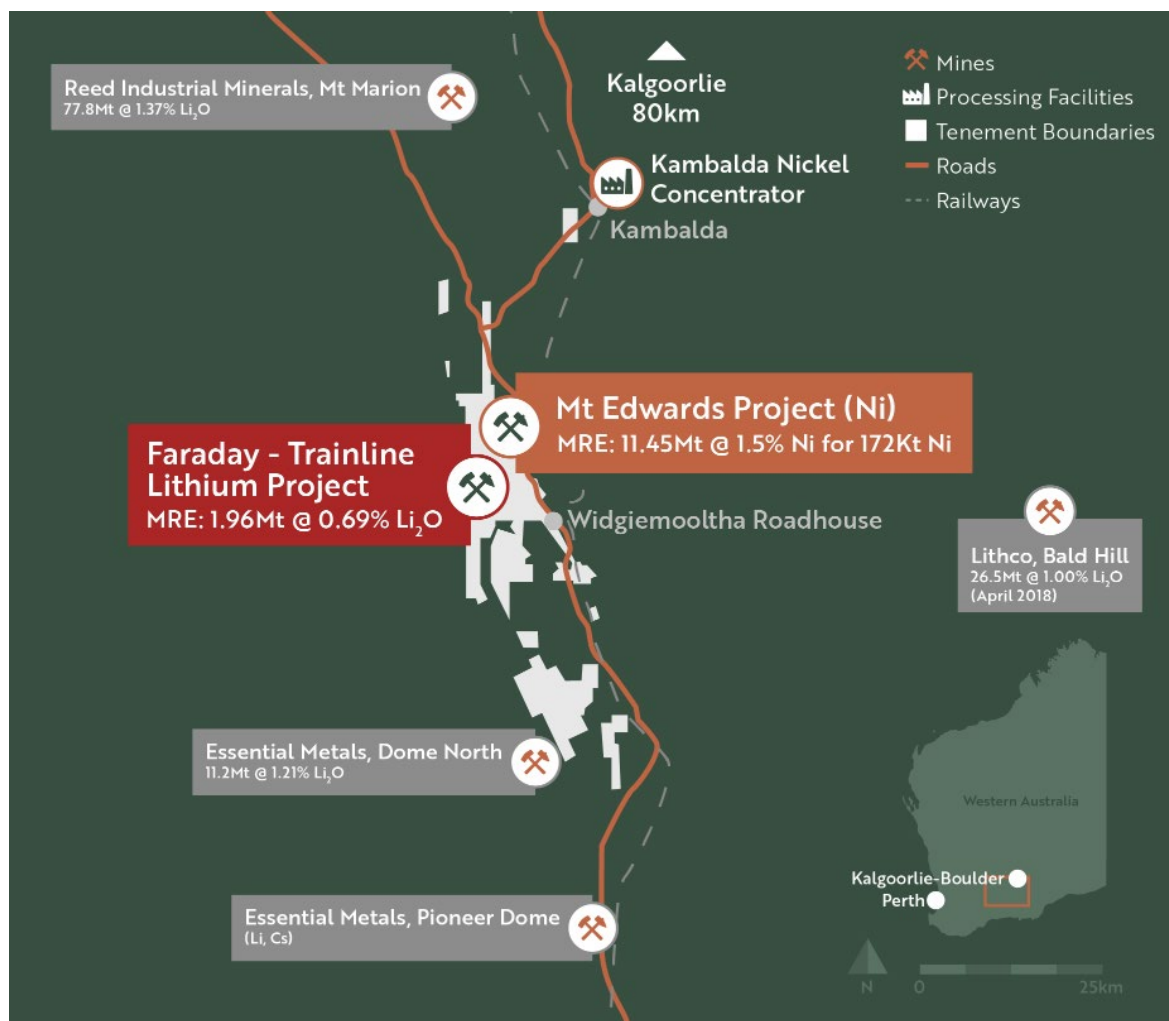 Reed Industrial Minerals, Mt Marion
77.8Mt @ 1.37% Li₂O
Kalgoorlie
80km
Mines
Processing Facilities
Tenement Boundaries
Roads
Railways
Kambalda Nickel
Concentrator
Kambalda
Mt Edwards Project (Ni)
MRE: 11.45Mt @ 1.5% Ni for 172Kt Ni
Faraday - Trainline
Lithium Project
MRE: 1.96Mt @ 0.69% Li₂O
Widgiemooltha Roadhouse
Lithco, Bald Hill
26.5Mt @ 1.00% Li₂O
(April 2018)
Essential Metals, Dome North
11.2Mt @ 1.21% Li₂O
Essential Metals, Pioneer Dome
(Li, Cs)
Western Australia
Kalgoorlie-Boulder
Perth
N
0
25km